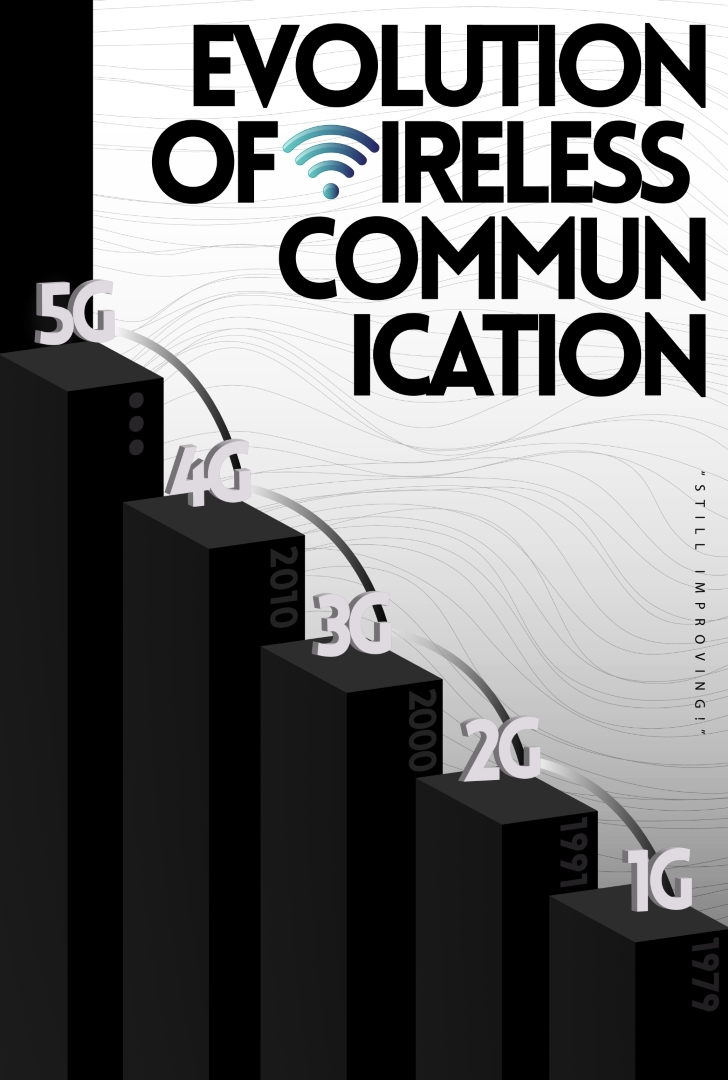 EVOLUTION
OF IRELESS
COMMUN
ICATION
5G
4G
2010
3G
2000
2G
1991
1G
1979
"STILL IMPROVING!"